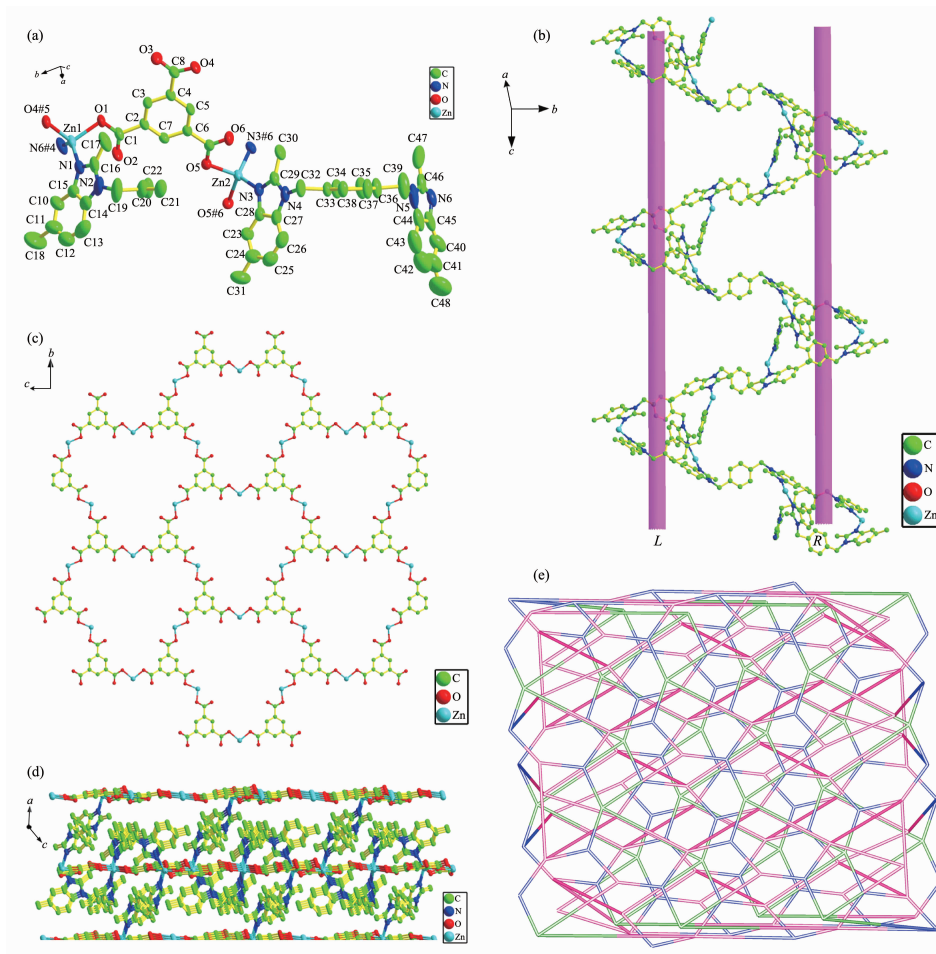 (a)
b
c
a
O3
C8
O4
C
N
O
Zn
O4#5
O1
C3
C4
C5
Zn1
C2
C7
C6
O6
N3#6
C30
C47
N6#4
C17
C1
O2
C16
N1
N2
C15
C22
O5
Zn2
C29
C32
C34
C35
C39
C46
C10
C11
C14
C19
C20
C21
N3
N4
C33
C38
C37
C36
N5
N6
O5#6
C28
C27
C44
C45
C18
C12
C13
C23
C26
C43
C40
C24
C25
C42
C41
C31
C48
(b)
a
b
c
L
R
C
N
O
Zn
(c)
b
c
C
O
Zn
(d)
a
c
C
N
O
Zn
(e)